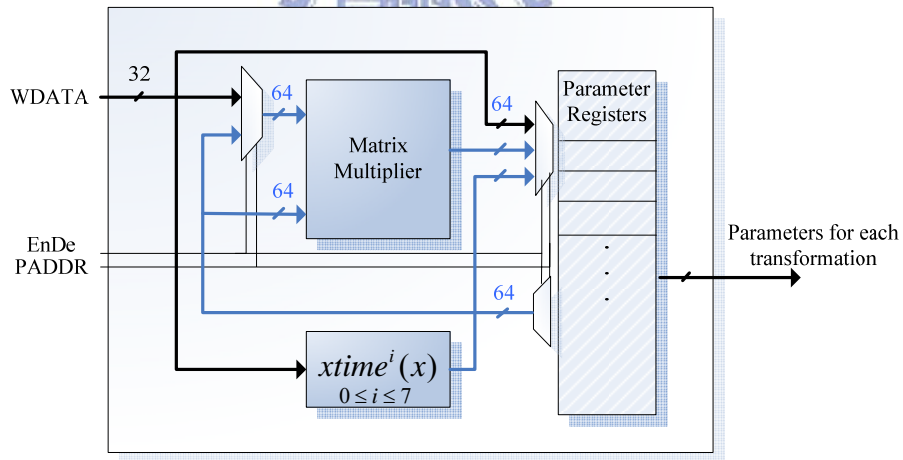 WDATA
32
64
64
Matrix
Multiplier
64
Parameter
Registers
EnDe
PADDR
64
xtime^i(x)
0 ≤ i ≤ 7
Parameters for each
transformation